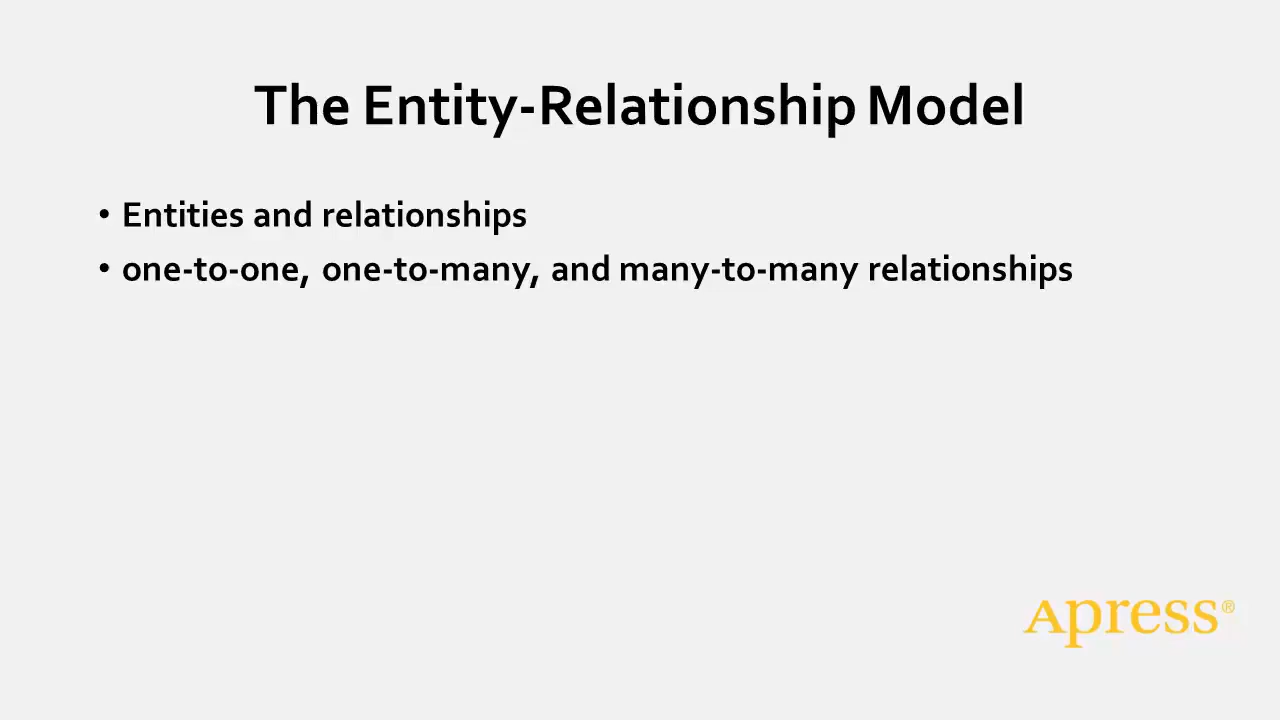 The Entity-Relationship Model
• Entities and relationships
• one-to-one, one-to-many, and many-to-many relationships
Apress®